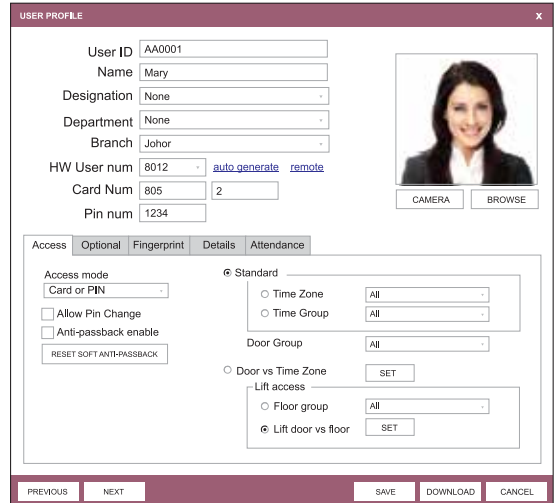 USER PROFILE x
User ID AA0001
Name Mary
Designation None
Department None
Branch Johor
HW User num 8012 auto generate remote
Card Num 805 2
Pin num 1234
CAMERA BROWSE
Access Optional Fingerprint Details Attendance
Access mode
Card or PIN
Allow Pin Change
Anti-passback enable
RESET SOFT ANTI-PASSBACK
Standard
Time Zone All
Time Group All
Door Group All
Door vs Time Zone SET
Lift access
Floor group All
Lift door vs floor SET
PREVIOUS NEXT SAVE DOWNLOAD CANCEL